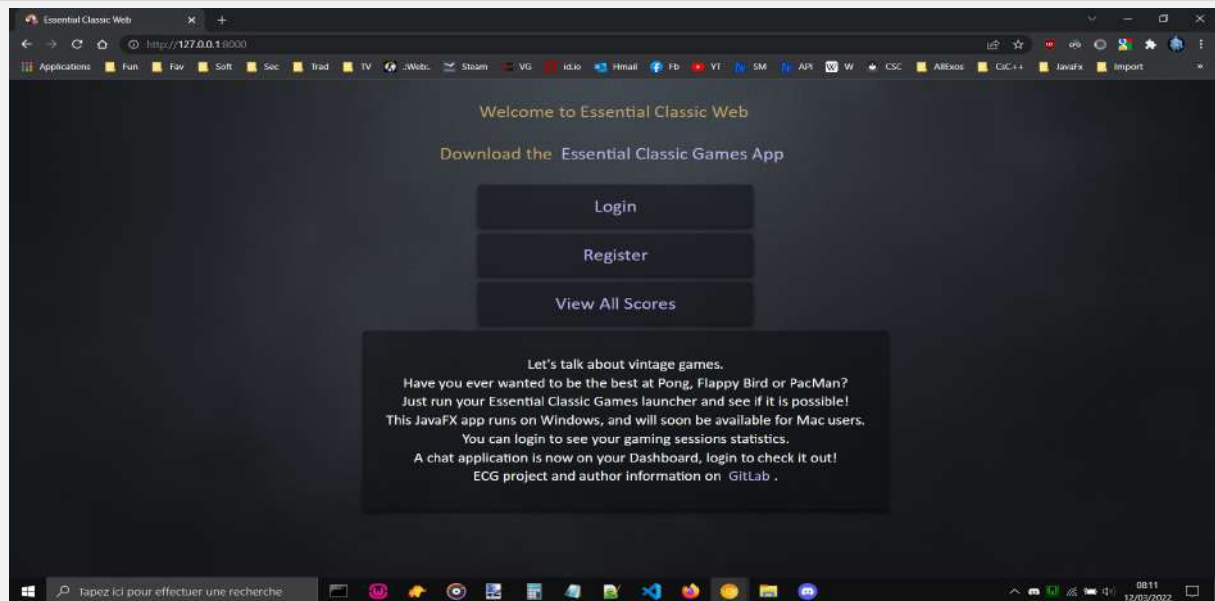 Essential Classic Web
http://127.0.0.1:8000
Applications Fun Fav Soft Sec Trad TV Steam VG id.io Hmail Fb YT SM API W CSC AllExos C\C++ JavaFx Import
Welcome to Essential Classic Web
Download the Essential Classic Games App
Login
Register
View All Scores
Let's talk about vintage games.
Have you ever wanted to be the best at Pong, Flappy Bird or PacMan?
Just run your Essential Classic Games launcher and see if it is possible!
This JavaFX app runs on Windows, and will soon be available for Mac users.
You can login to see your gaming sessions statistics.
A chat application is now on your Dashboard, login to check it out!
ECG project and author information on GitLab .
Tapez ici pour effectuer une recherche
08:11
12/03/2022